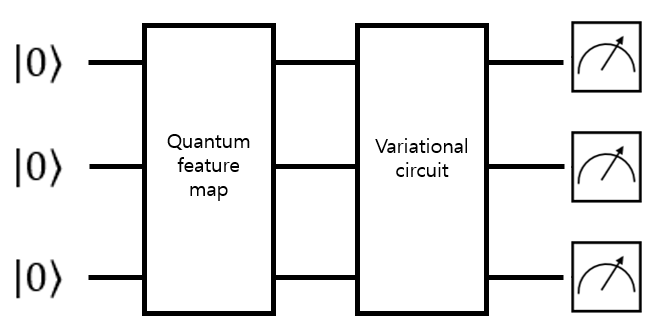 |0⟩
Quantum
feature
map
Variational
circuit
|0⟩
|0⟩